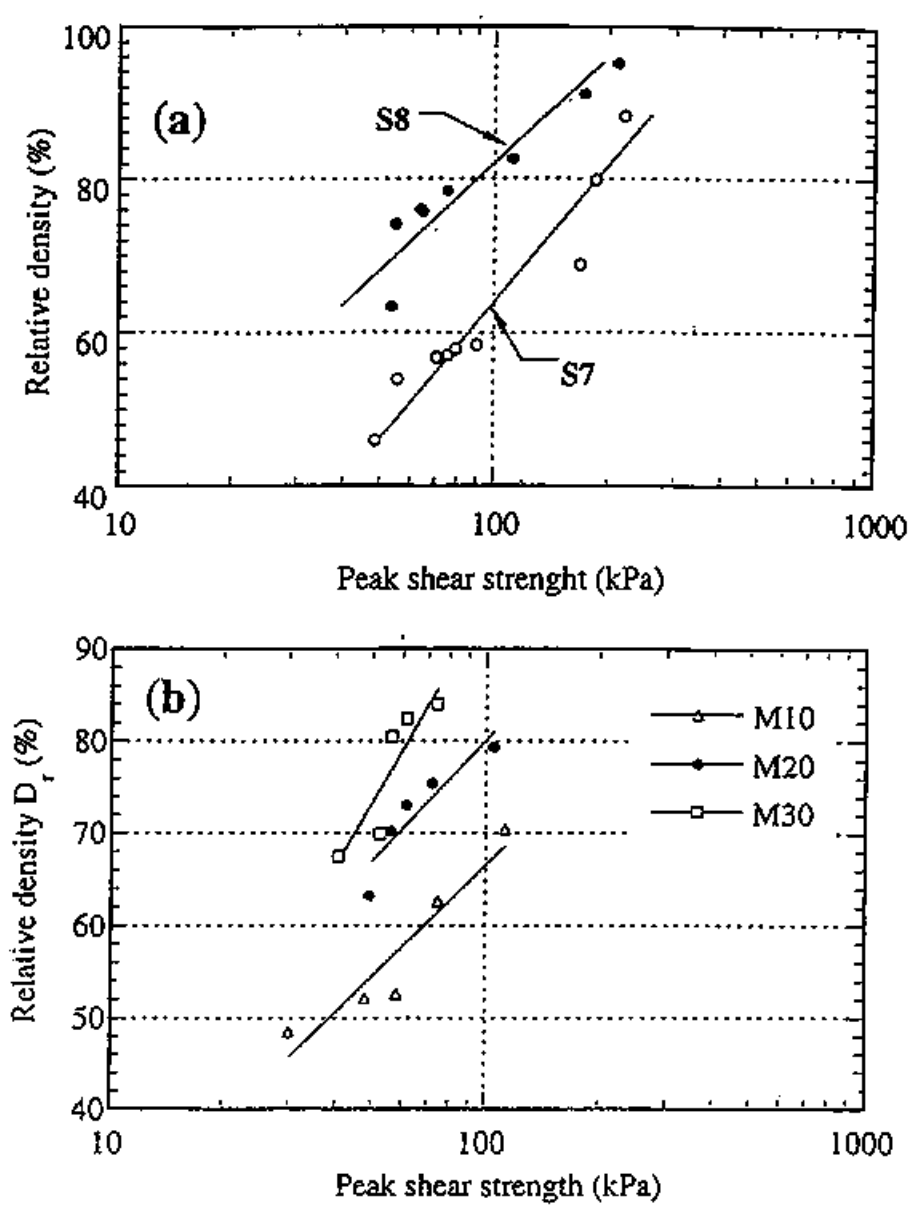 100
80
60
40
Relative density (%)
(a)
S8
S7
10
100
1000
Peak shear strenght (kPa)
90
80
70
60
50
40
Relative density D_r (%)
(b)
M10
M20
M30
10
100
1000
Peak shear strength (kPa)